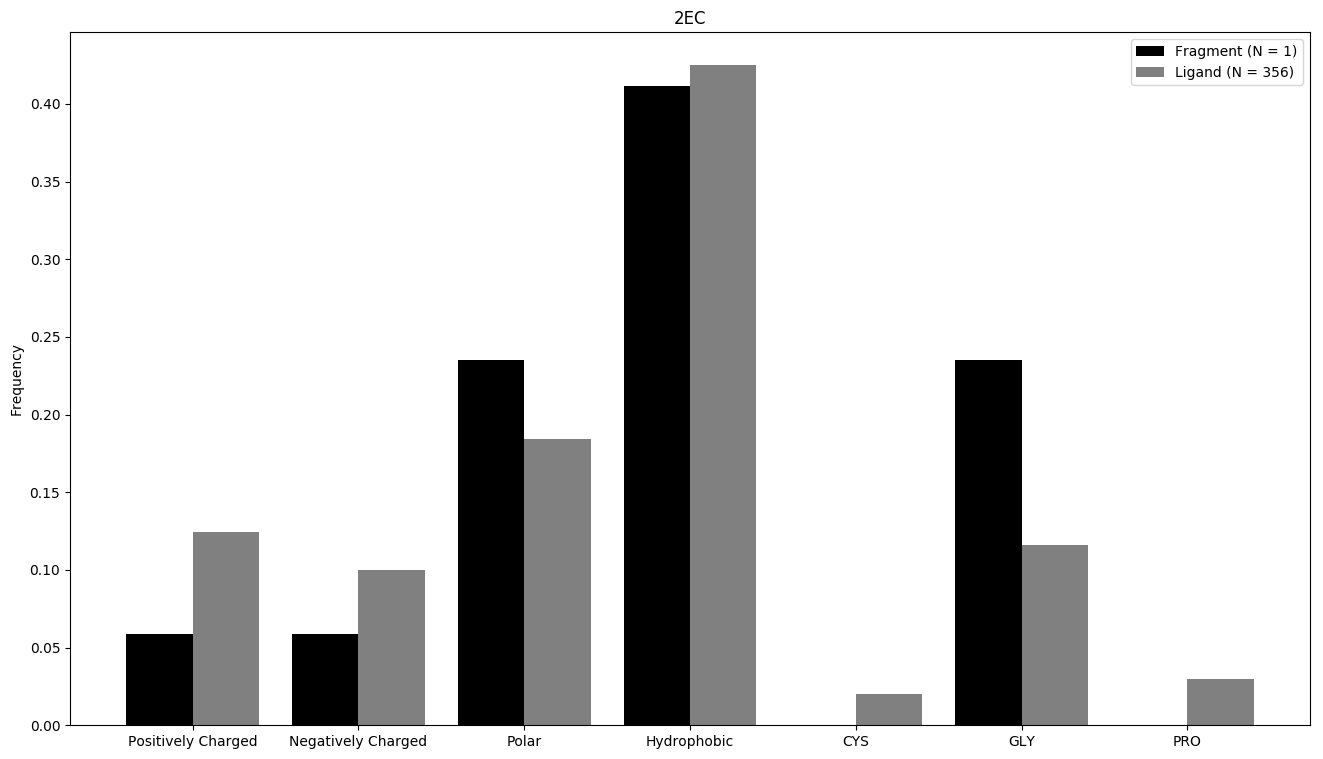 2EC
Fragment (N = 1)
Ligand (N = 356)
Frequency
0.40
0.35
0.30
0.25
0.20
0.15
0.10
0.05
0.00
Positively Charged Negatively Charged Polar Hydrophobic CYS GLY PRO